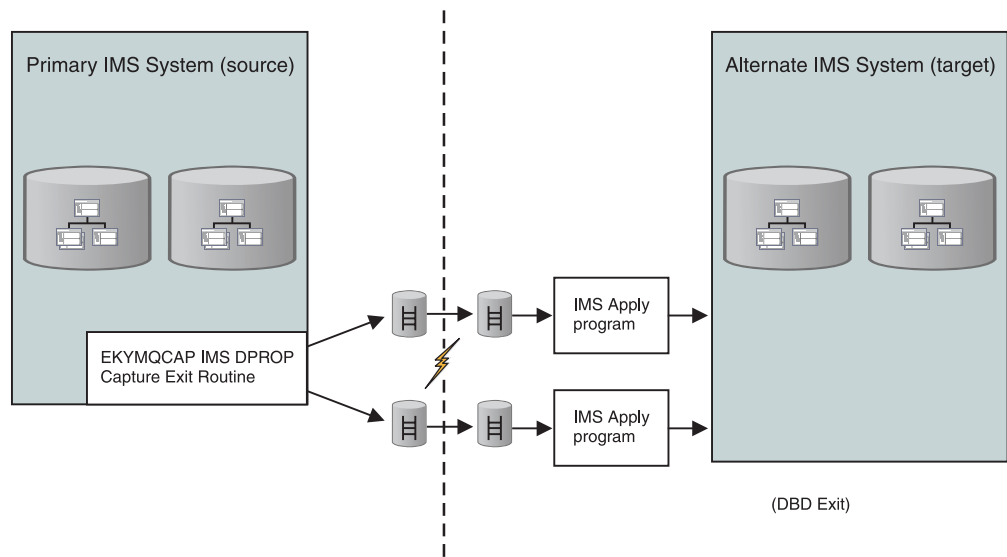 Primary IMS System (source)
Alternate IMS System (target)
EKYMQCAP IMS DPROP
Capture Exit Routine
IMS Apply
program
IMS Apply
program
(DBD Exit)